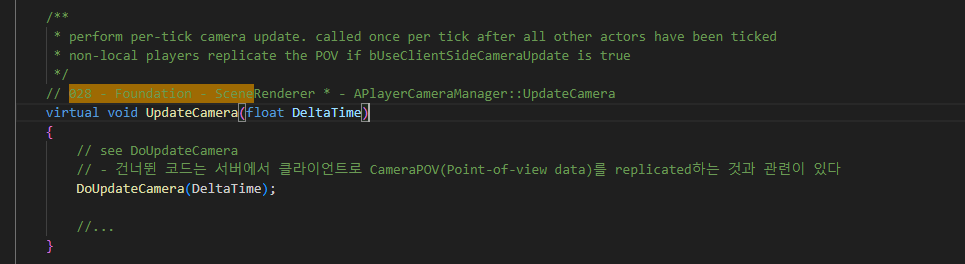 /**
* perform per-tick camera update. called once per tick after all other actors have been ticked
* non-local players replicate the POV if bUseClientSideCameraUpdate is true
*/
// 028 - Foundation - SceneRenderer * - APlayerCameraManager::UpdateCamera
virtual void UpdateCamera(float DeltaTime)
{
// see DoUpdateCamera
// - 건너뛴 코드는 서버에서 클라이언트로 CameraPOV(Point-of-view data)를 replicated하는 것과 관련이 있다
DoUpdateCamera(DeltaTime);
//...
}